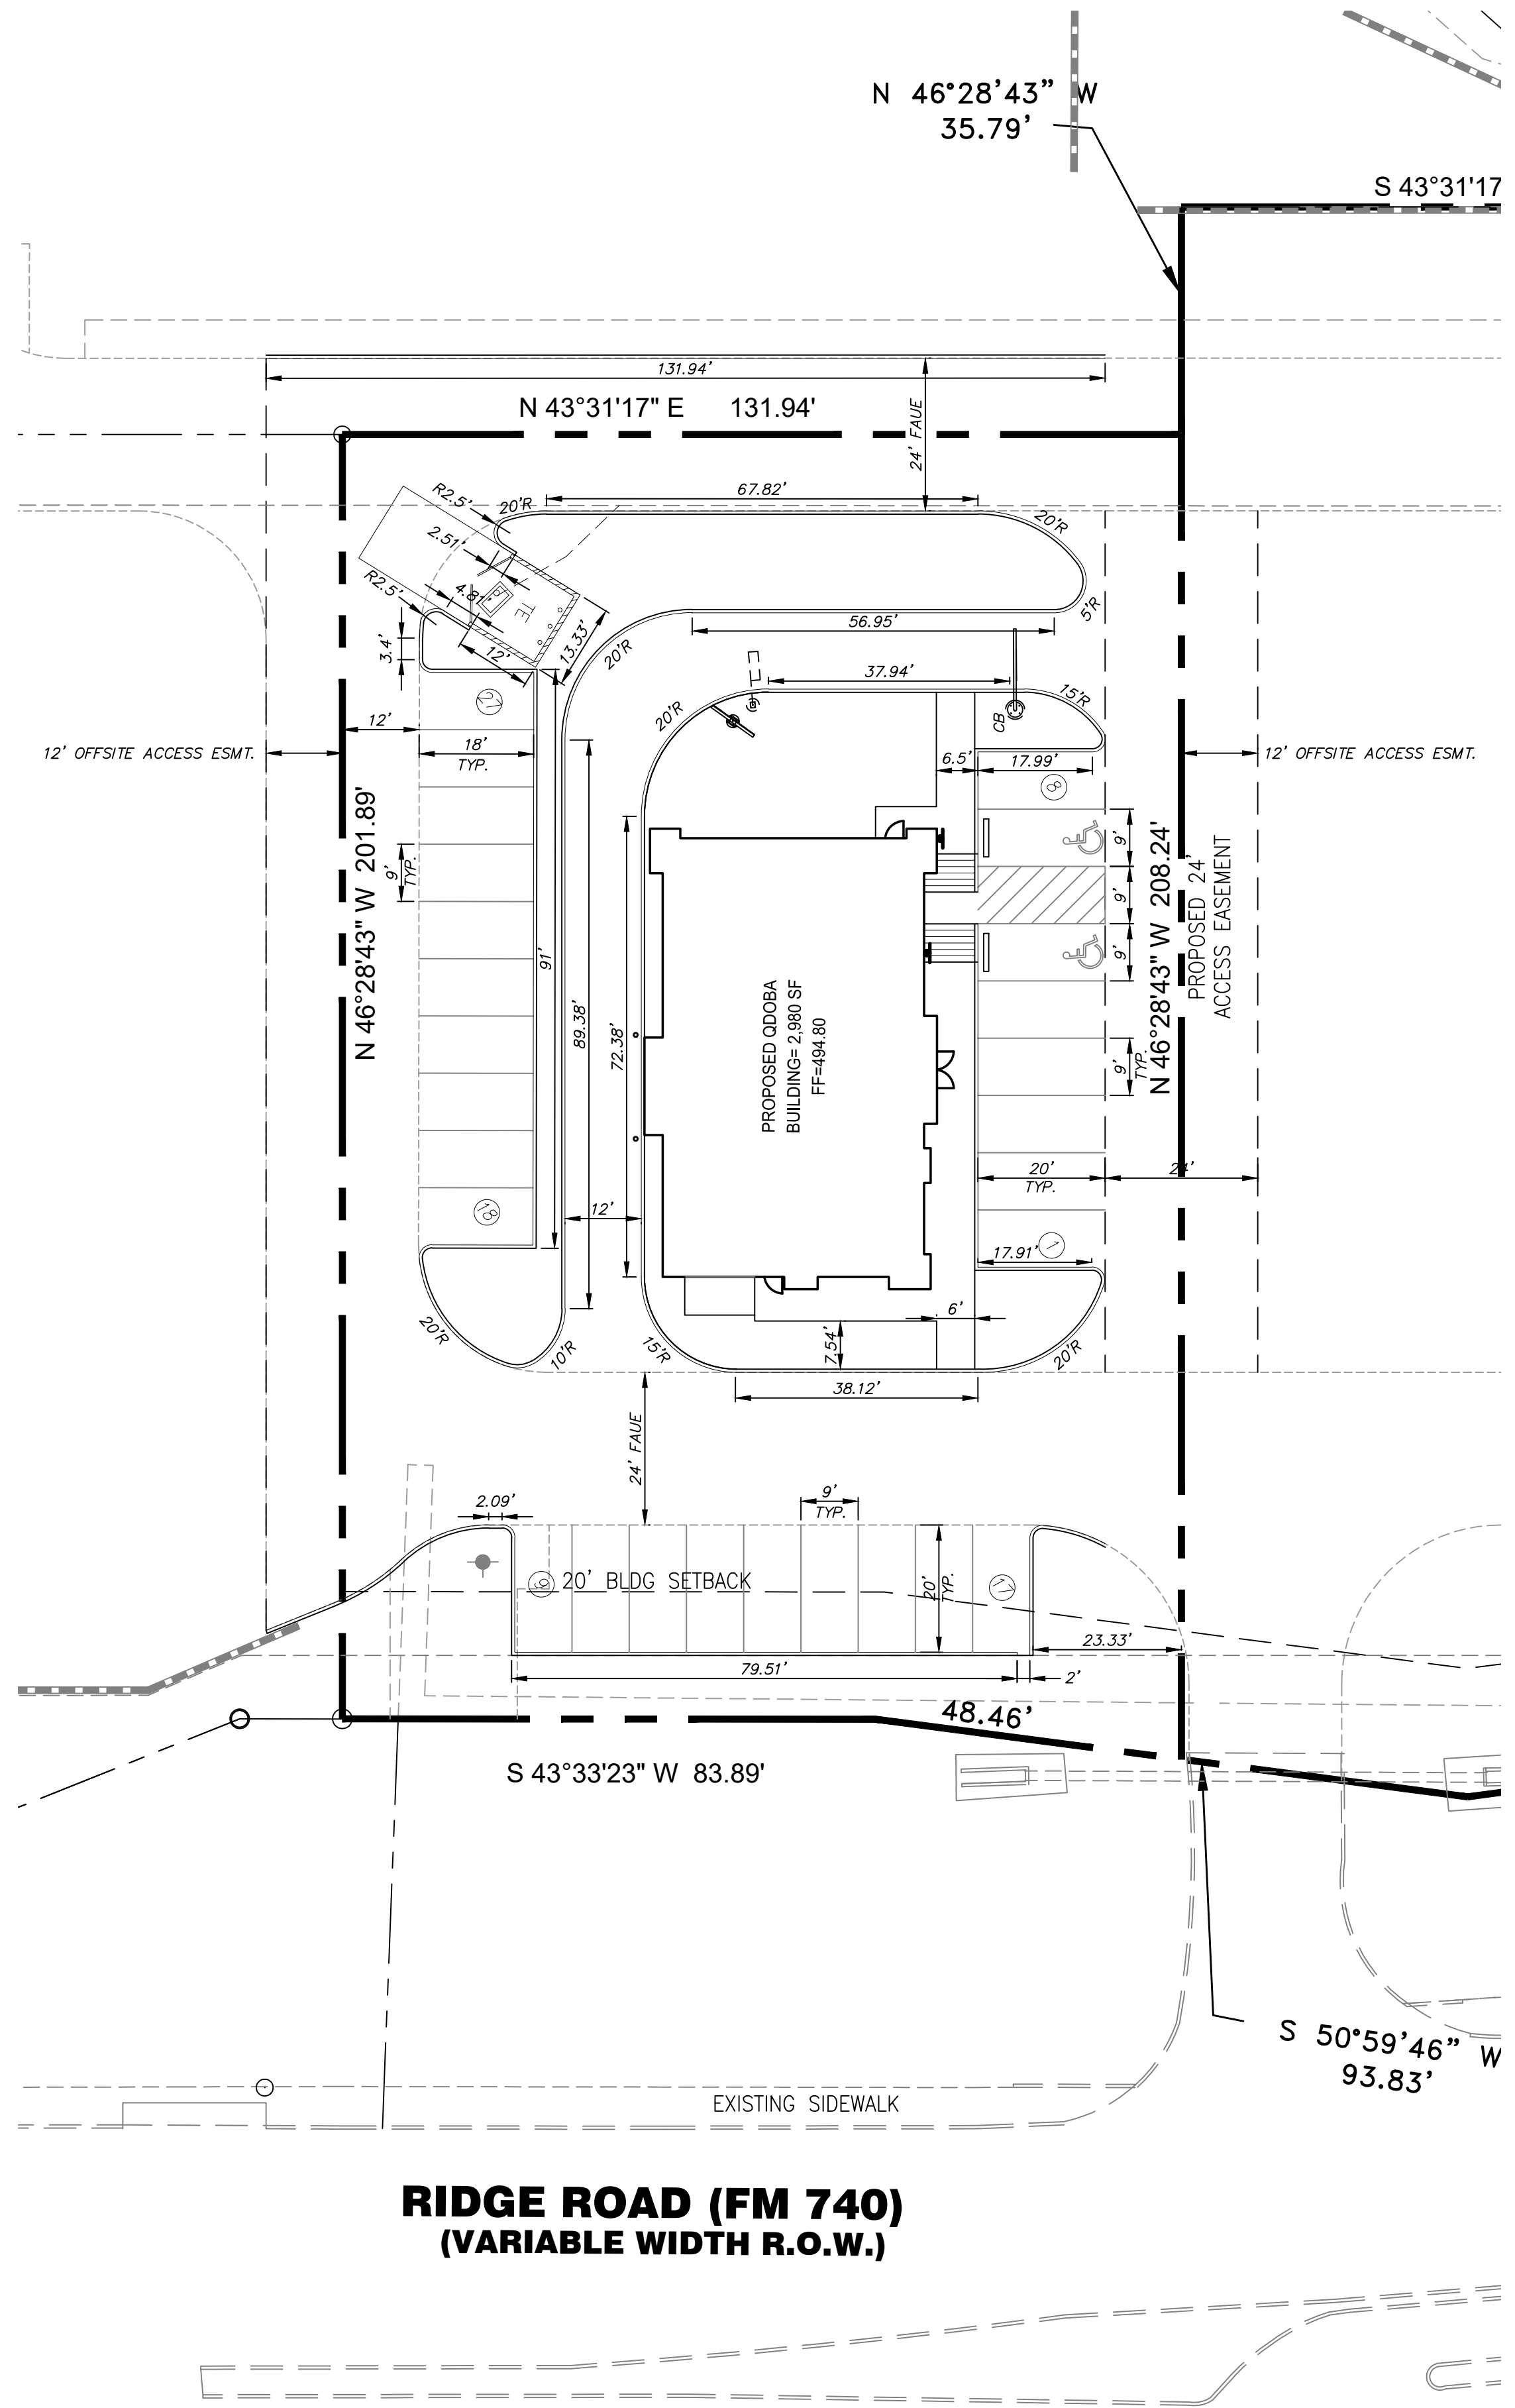 N 46°28'43” W
35.79'
S 43°31'17
131.94'
N 43°31'17" E 131.94'
24' FAUE
67.82'
R2.5'
20'R
20'R
2.51'
R2.5'
4.81'
TE
5'R
56.95'
3.4'
12'
13.33'
20'R
37.94'
15'R
20'R
CB
27
12'
18'
TYP.
12' OFFSITE ACCESS ESMT.
12' OFFSITE ACCESS ESMT.
6.5'
17.99'
8
N 46°28'43" W 201.89'
9'
TYP.
9'
9'
9'
9'
TYP.
N 46°28'43" W 208.24'
PROPOSED 24'
ACCESS EASEMENT
91'
89.38'
72.38'
PROPOSED QDOBA
BUILDING= 2,980 SF
FF=494.80
20'
TYP.
24'
18
12'
17.91'
1
20'R
10'R
15'R
7.54'
6'
20'R
38.12'
24' FAUE
2.09'
9'
TYP.
9
20' BLDG SETBACK
20'
TYP.
17
23.33'
79.51'
2'
48.46'
S 43°33'23" W 83.89'
S 50°59'46” W
93.83'
EXISTING SIDEWALK
RIDGE ROAD (FM 740)
(VARIABLE WIDTH R.O.W.)